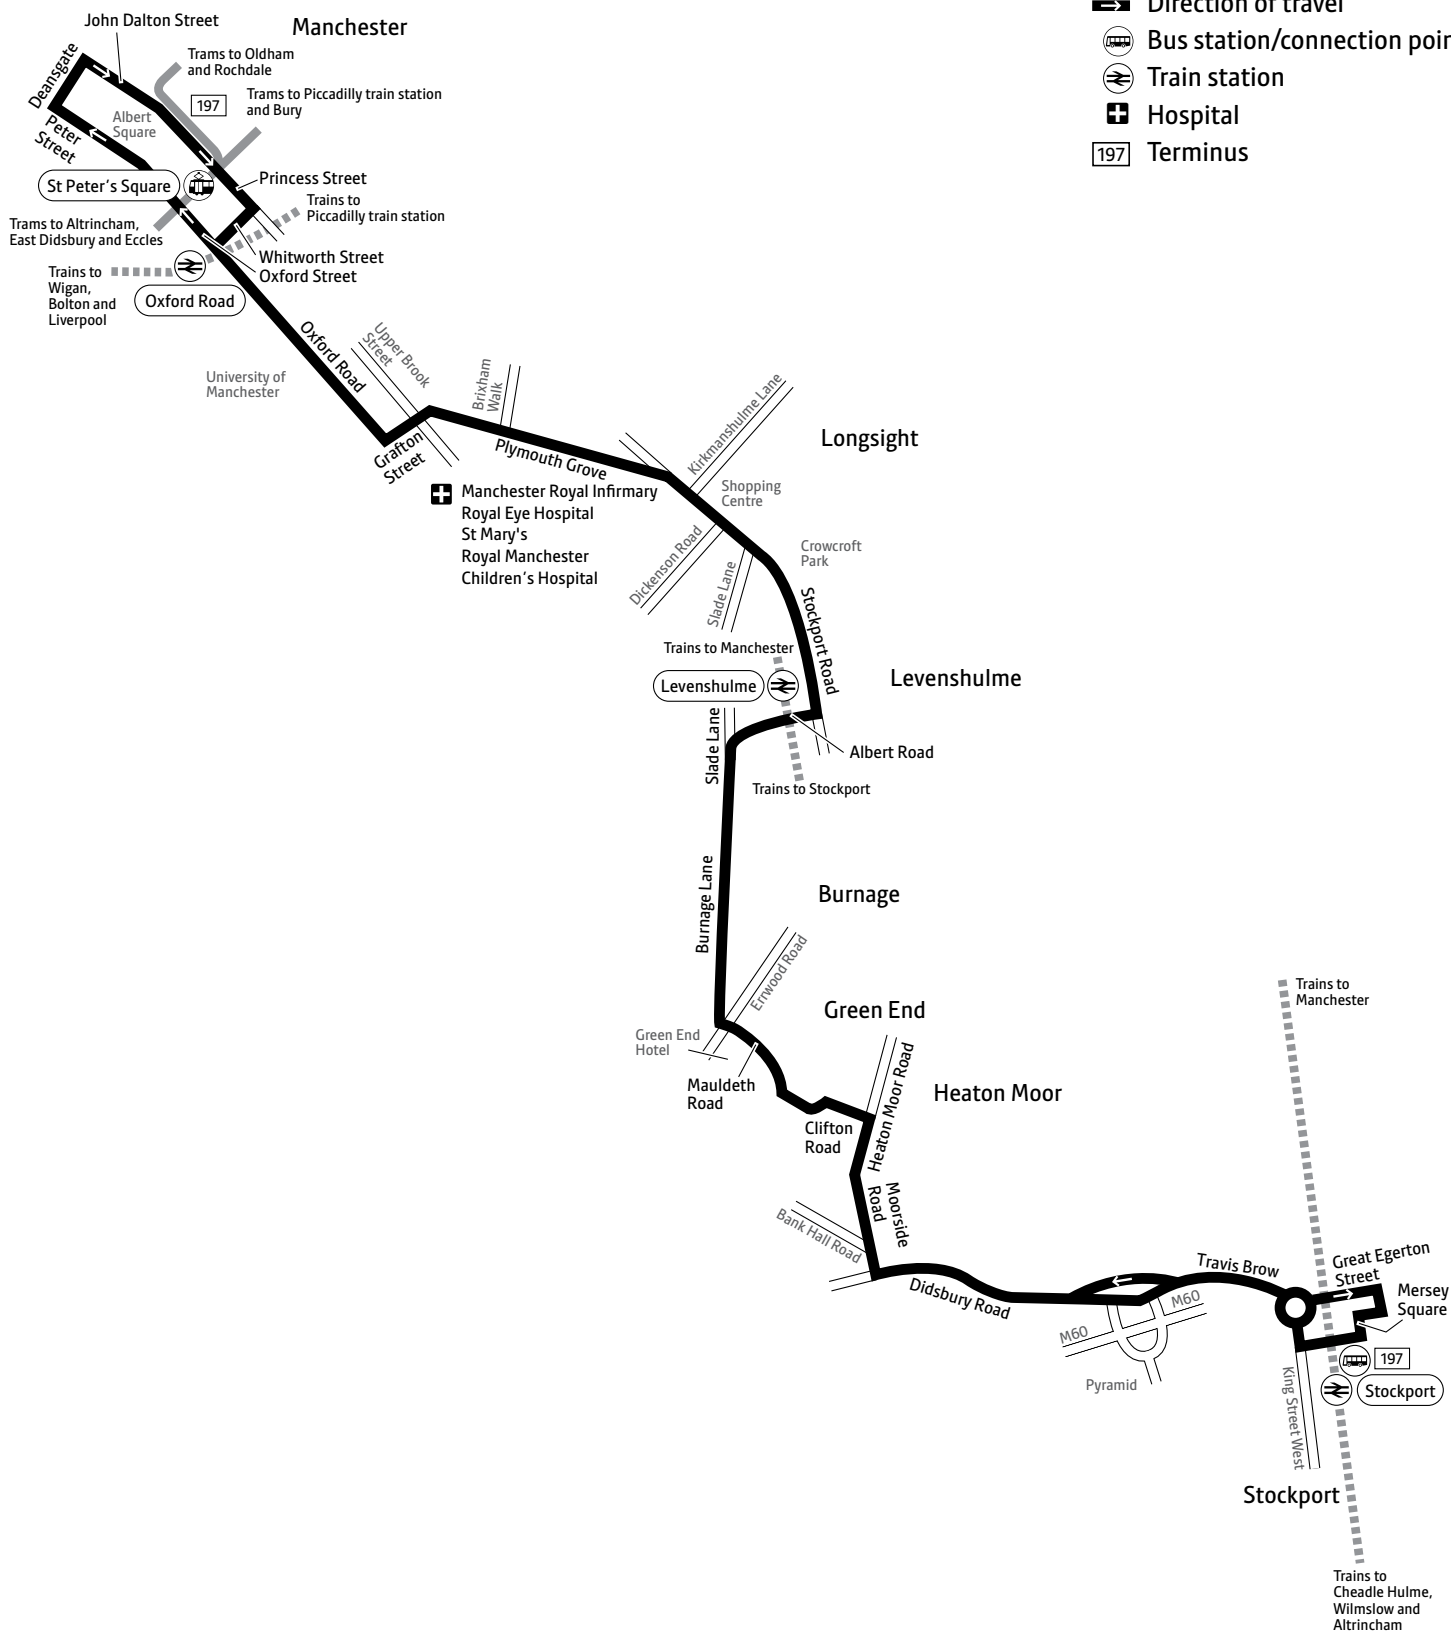 Direction of travel
Bus station/connection poin
Train station
Hospital
197 Terminus
John Dalton Street
Manchester
Trams to Oldham
and Rochdale
Deansgate
197
Trams to Piccadilly train station
and Bury
Albert
Square
Peter
Street
St Peter's Square
Princess Street
Trains to
Piccadilly train station
Trams to Altrincham,
East Didsbury and Eccles
Whitworth Street
Oxford Street
Trains to
Wigan,
Bolton and
Liverpool
Oxford Road
Oxford Road
Upper Brook
Street
University of
Manchester
Brixham
Walk
Kirkmanshulme Lane
Longsight
Grafton
Street
Plymouth Grove
Shopping
Centre
Manchester Royal Infirmary
Royal Eye Hospital
St Mary's
Royal Manchester
Children's Hospital
Dickenson Road
Slade Lane
Crowcroft
Park
Stockport Road
Trains to Manchester
Levenshulme
Levenshulme
Slade Lane
Albert Road
Trains to Stockport
Burnage Lane
Burnage
Errwood Road
Green End
Green End
Hotel
Mauldeth
Road
Heaton Moor Road
Heaton Moor
Clifton
Road
Moorside
Road
Bank Hall Road
Didsbury Road
Trains to
Manchester
Travis Brow
Great Egerton
Street
Mersey
Square
M60
M60
Pyramid
197
Stockport
King Street West
Stockport
Trains to
Cheadle Hulme,
Wilmslow and
Altrincham